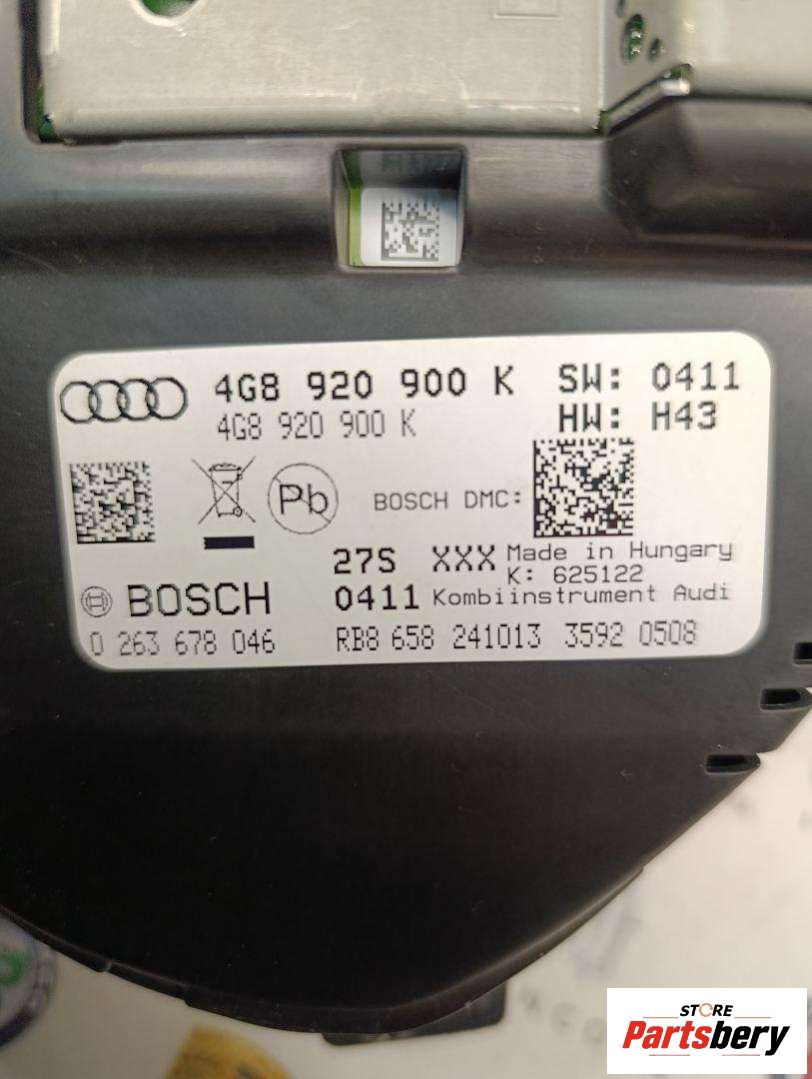 4G8 920 900 K SW: 0411
4G8 920 900 K HW: H43
Pb BOSCH DMC:
27S XXX Made in Hungary
K: 625122
BOSCH 0411 Kombiinstrument Audi
0 263 678 046 RB8 658 241013 3592 0508
STORE
Partsbery